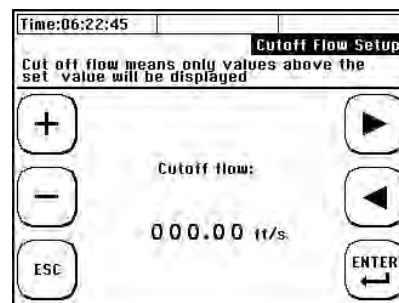 Time:06:22:45
Cutoff Flow Setup
Cut off flow means only values above the
set value will be displayed
+
Cutoff flow:
−
000.00 ft/s
ESC
ENTER